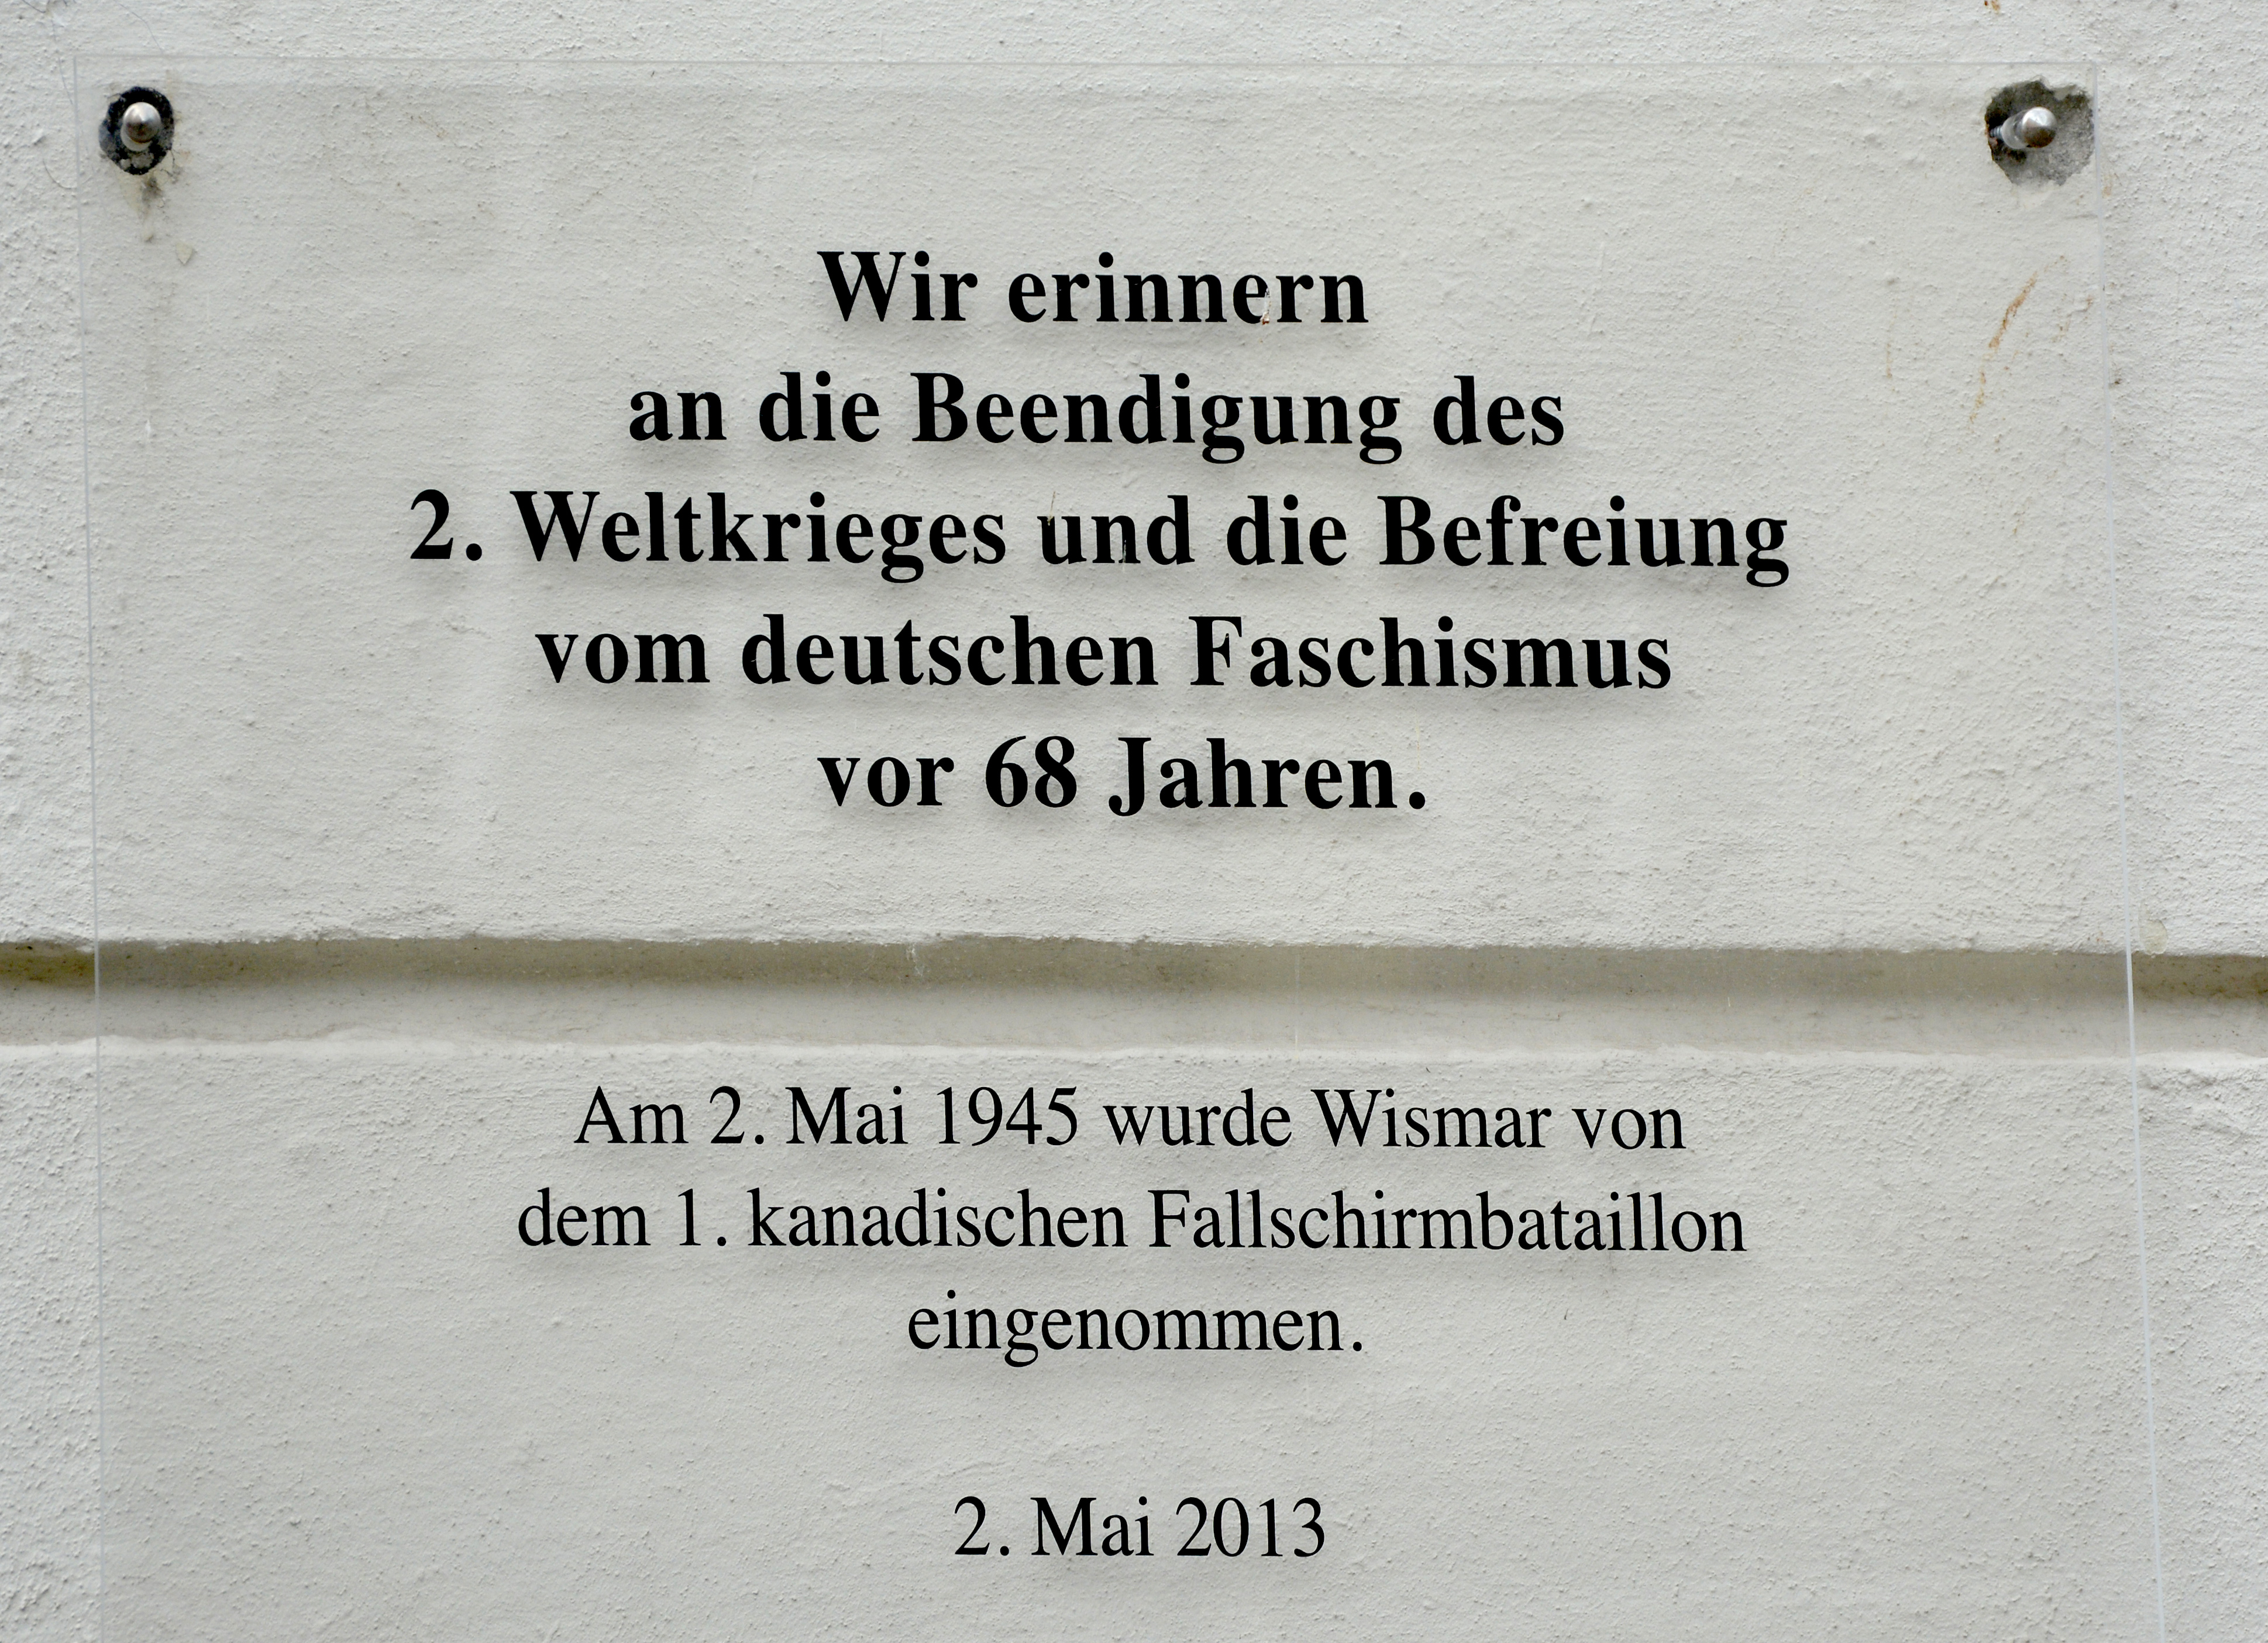 Wir erinnern
an die Beendigung des
2. Weltkrieges und die Befreiung
vom deutschen Faschismus
vor 68 Jahren.
Am 2. Mai 1945 wurde Wismar von
dem 1. kanadischen Fallschirmbataillon
eingenommen.
2. Mai 2013